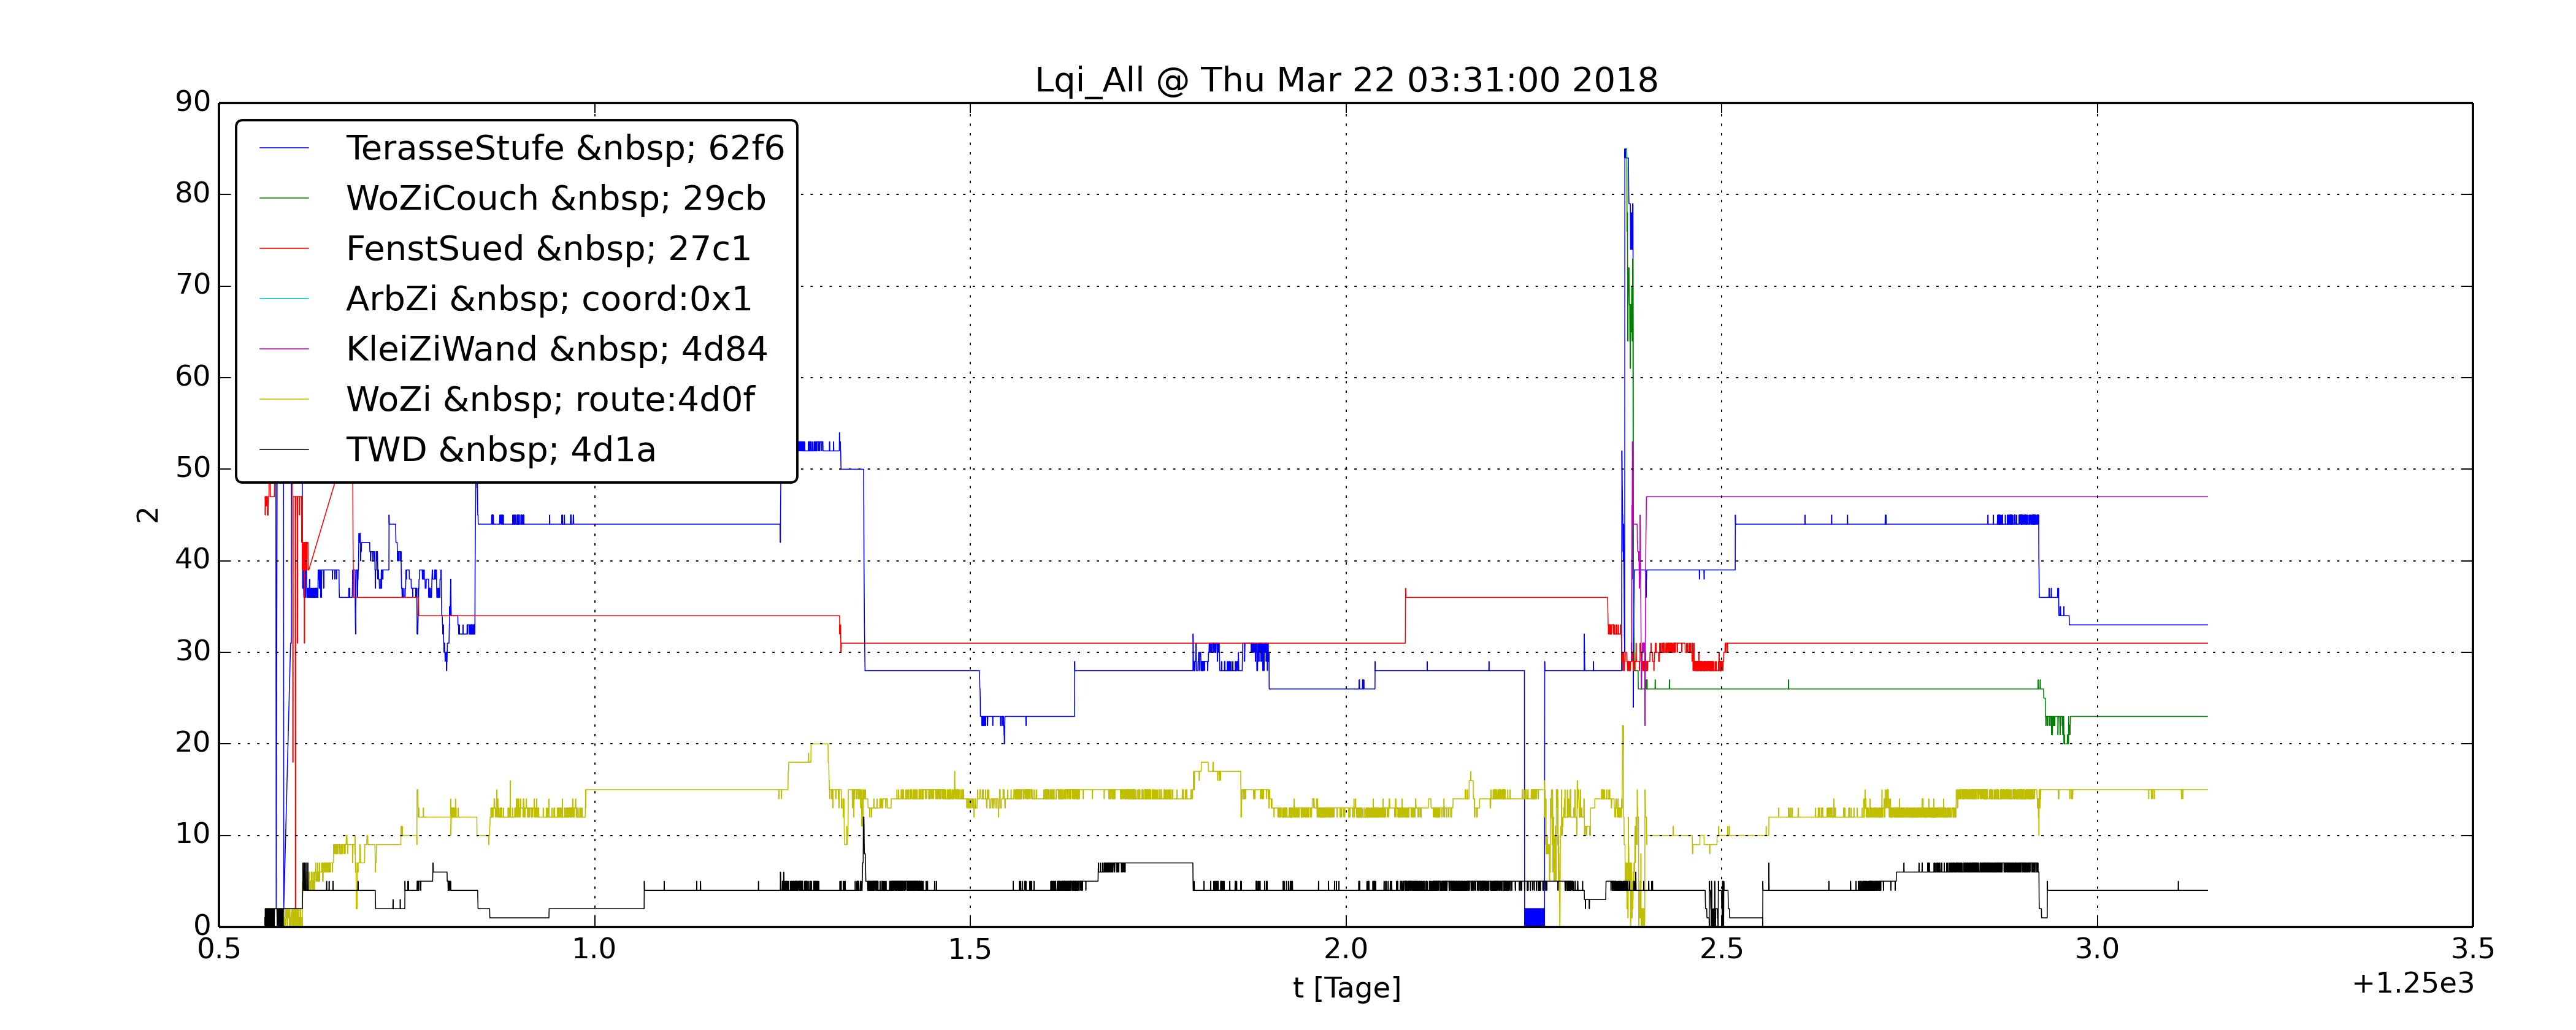 Lqi_All @ Thu Mar 22 03:31:00 2018
90
80
70
60
50
40
30
20
10
0
2
TerasseStufe &nbsp; 62f6
WoZiCouch &nbsp; 29cb
FenstSued &nbsp; 27c1
ArbZi &nbsp; coord:0x1
KleiZiWand &nbsp; 4d84
WoZi &nbsp; route:4d0f
TWD &nbsp; 4d1a
0.5 1.0 1.5 2.0 2.5 3.0 3.5
+1.25e3
t [Tage]